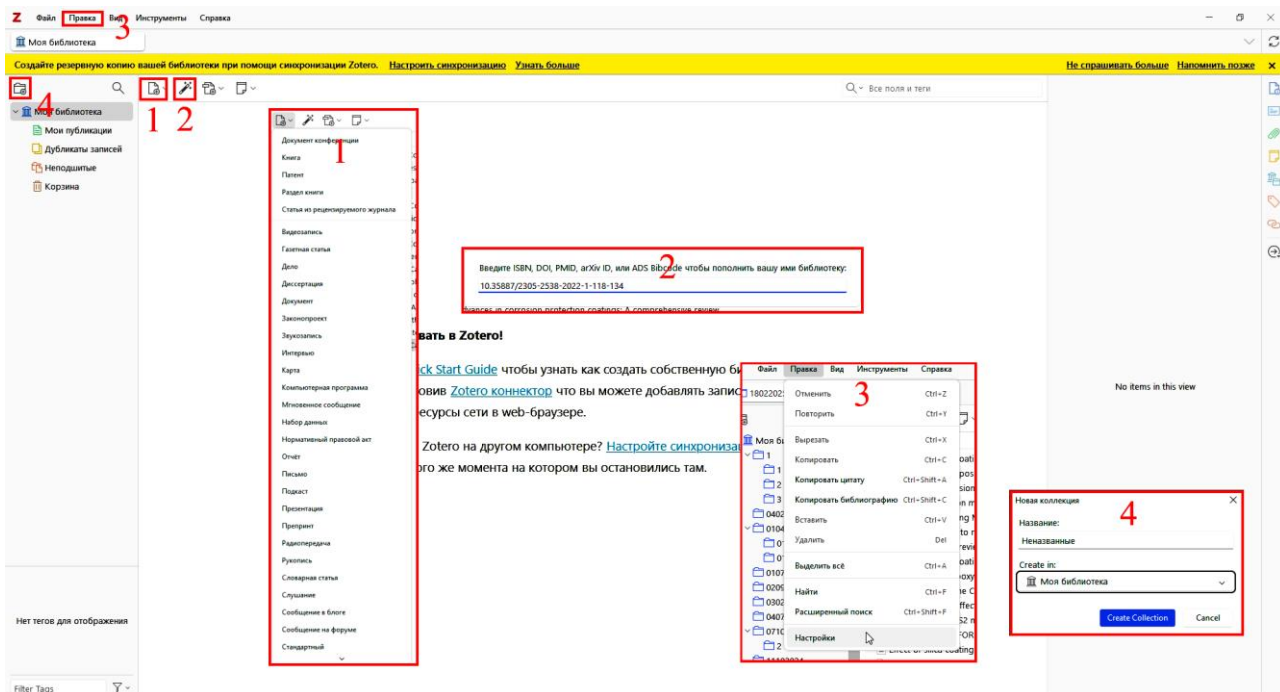 Z Файл Правка Вид Инструменты Справка
3
Моя библиотека
Создайте резервную копию вашей библиотеки при помощи синхронизации Zotero. Настроить синхронизацию Узнать больше Не спрашивать больше Напомнить позже
4
Все поля и теги
1 2
Моя библиотека
Мои публикации
Дубликаты записей
Неподшитые
Корзина
Нет тегов для отображения
Filter Tags
1
Документ конференции
Книга
Патент
Раздел книги
Статья из рецензируемого журнала
Видеозапись
Газетная статья
Дело
Диссертация
Документ
Законопроект
Звукозапись
Интервью
Карта
Компьютерная программа
Мгновенное сообщение
Набор данных
Нормативный правовой акт
Отчёт
Письмо
Подкаст
Презентация
Препринт
Радиопередача
Рукопись
Словарная статья
Слушание
Сообщение в блоге
Сообщение на форуме
Стандартный
2
Введите ISBN, DOI, PMID, arXiv ID, или ADS Bibcode чтобы пополнить вашу ими библиотеку:
10.35887/2305-2538-2022-1-118-134
Advances in corrosion protection coatings: A comprehensive review
вать в Zotero!
ck Start Guide чтобы узнать как создать собственную би
овив Zotero коннектор что вы можете добавлять запис
есурсы сети в web-браузере.
Zotero на другом компьютере? Настройте синхронизац
ого же момента на котором вы остановились там.
Файл Правка Вид Инструменты Справка
3
Отменить Ctrl+Z
Повторить Ctrl+Y
Вырезать Ctrl+X
Копировать Ctrl+C
Копировать цитату Ctrl+Shift+A
Копировать библиографию Ctrl+Shift+C
Вставить Ctrl+V
Удалить Del
Выделить всё Ctrl+A
Найти Ctrl+F
Расширенный поиск Ctrl+Shift+F
Настройки
No items in this view
Новая коллекция
4
Название:
Неназванные
Create in:
Моя библиотека
Create Collection Cancel